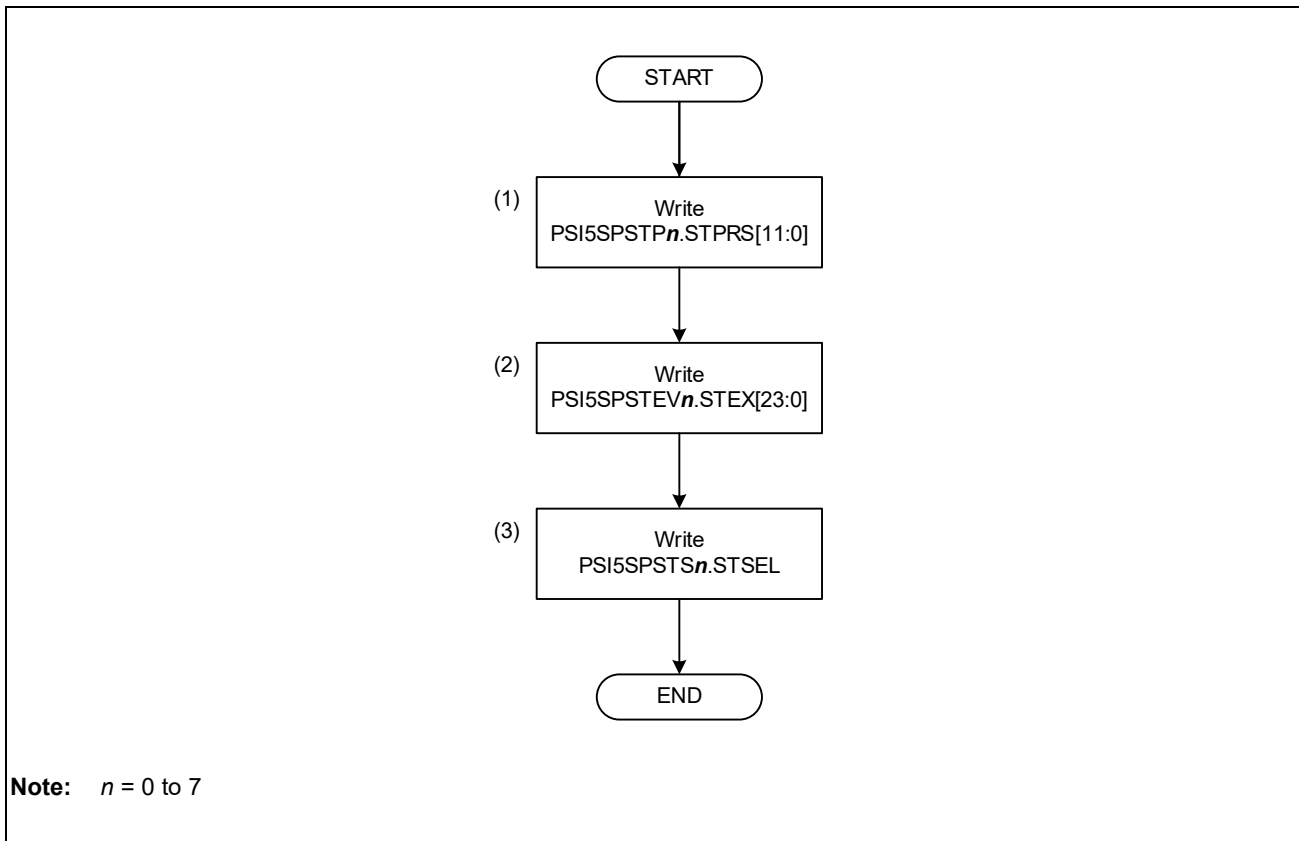 START
(1)
Write
PSI5SPSTPn.STPRS[11:0]
(2)
Write
PSI5SPSTEVn.STEX[23:0]
(3)
Write
PSI5SPSTSn.STSEL
END
Note: n = 0 to 7